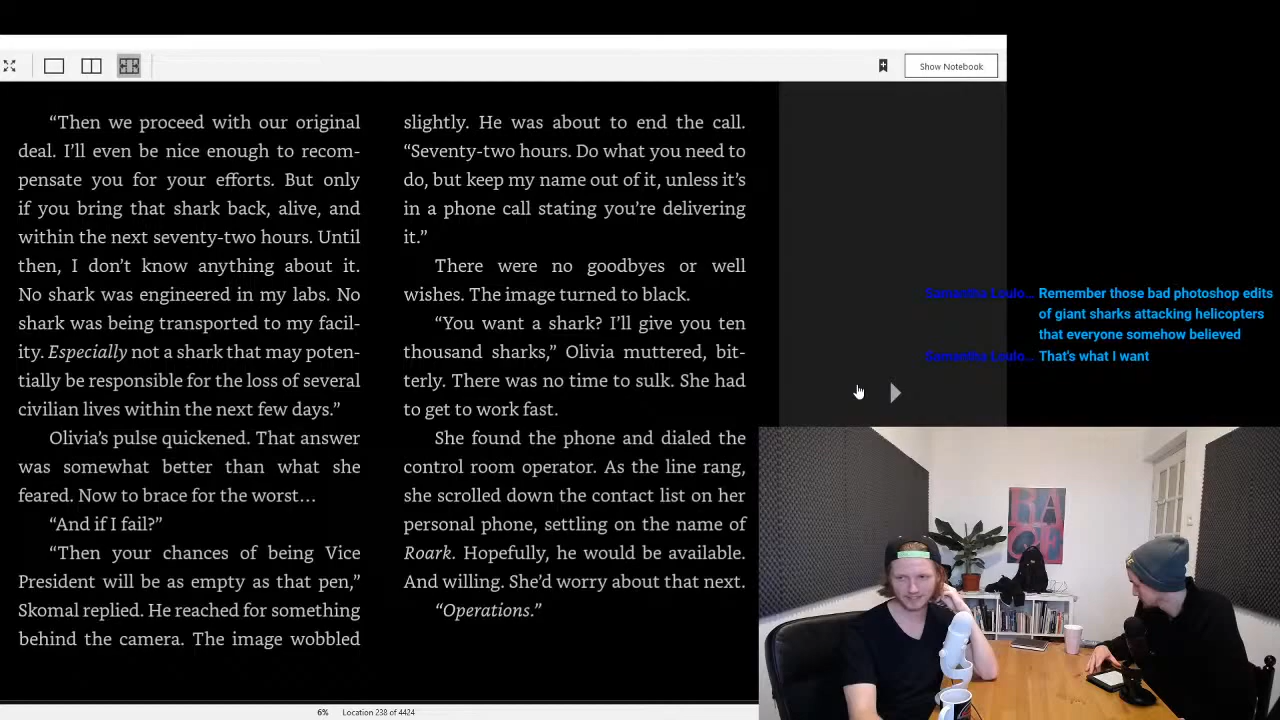 Show Notebook
“Then we proceed with our original
deal. I’ll even be nice enough to recom-
pensate you for your efforts. But only
if you bring that shark back, alive, and
within the next seventy-two hours. Until
then, I don’t know anything about it.
No shark was engineered in my labs. No
shark was being transported to my facil-
ity. Especially not a shark that may poten-
tially be responsible for the loss of several
civilian lives within the next few days.”
Olivia’s pulse quickened. That answer
was somewhat better than what she
feared. Now to brace for the worst…
“And if I fail?”
“Then your chances of being Vice
President will be as empty as that pen,”
Skomal replied. He reached for something
behind the camera. The image wobbled
slightly. He was about to end the call.
“Seventy-two hours. Do what you need to
do, but keep my name out of it, unless it’s
in a phone call stating you’re delivering
it.”
There were no goodbyes or well
wishes. The image turned to black.
“You want a shark? I’ll give you ten
thousand sharks,” Olivia muttered, bit-
terly. There was no time to sulk. She had
to get to work fast.
She found the phone and dialed the
control room operator. As the line rang,
she scrolled down the contact list on her
personal phone, settling on the name of
Roark. Hopefully, he would be available.
And willing. She’d worry about that next.
“Operations.”
6% Location 238 of 4424
Samantha Loulo... Remember those bad photoshop edits
of giant sharks attacking helicopters
that everyone somehow believed
Samantha Loulo... That's what I want
RAGE